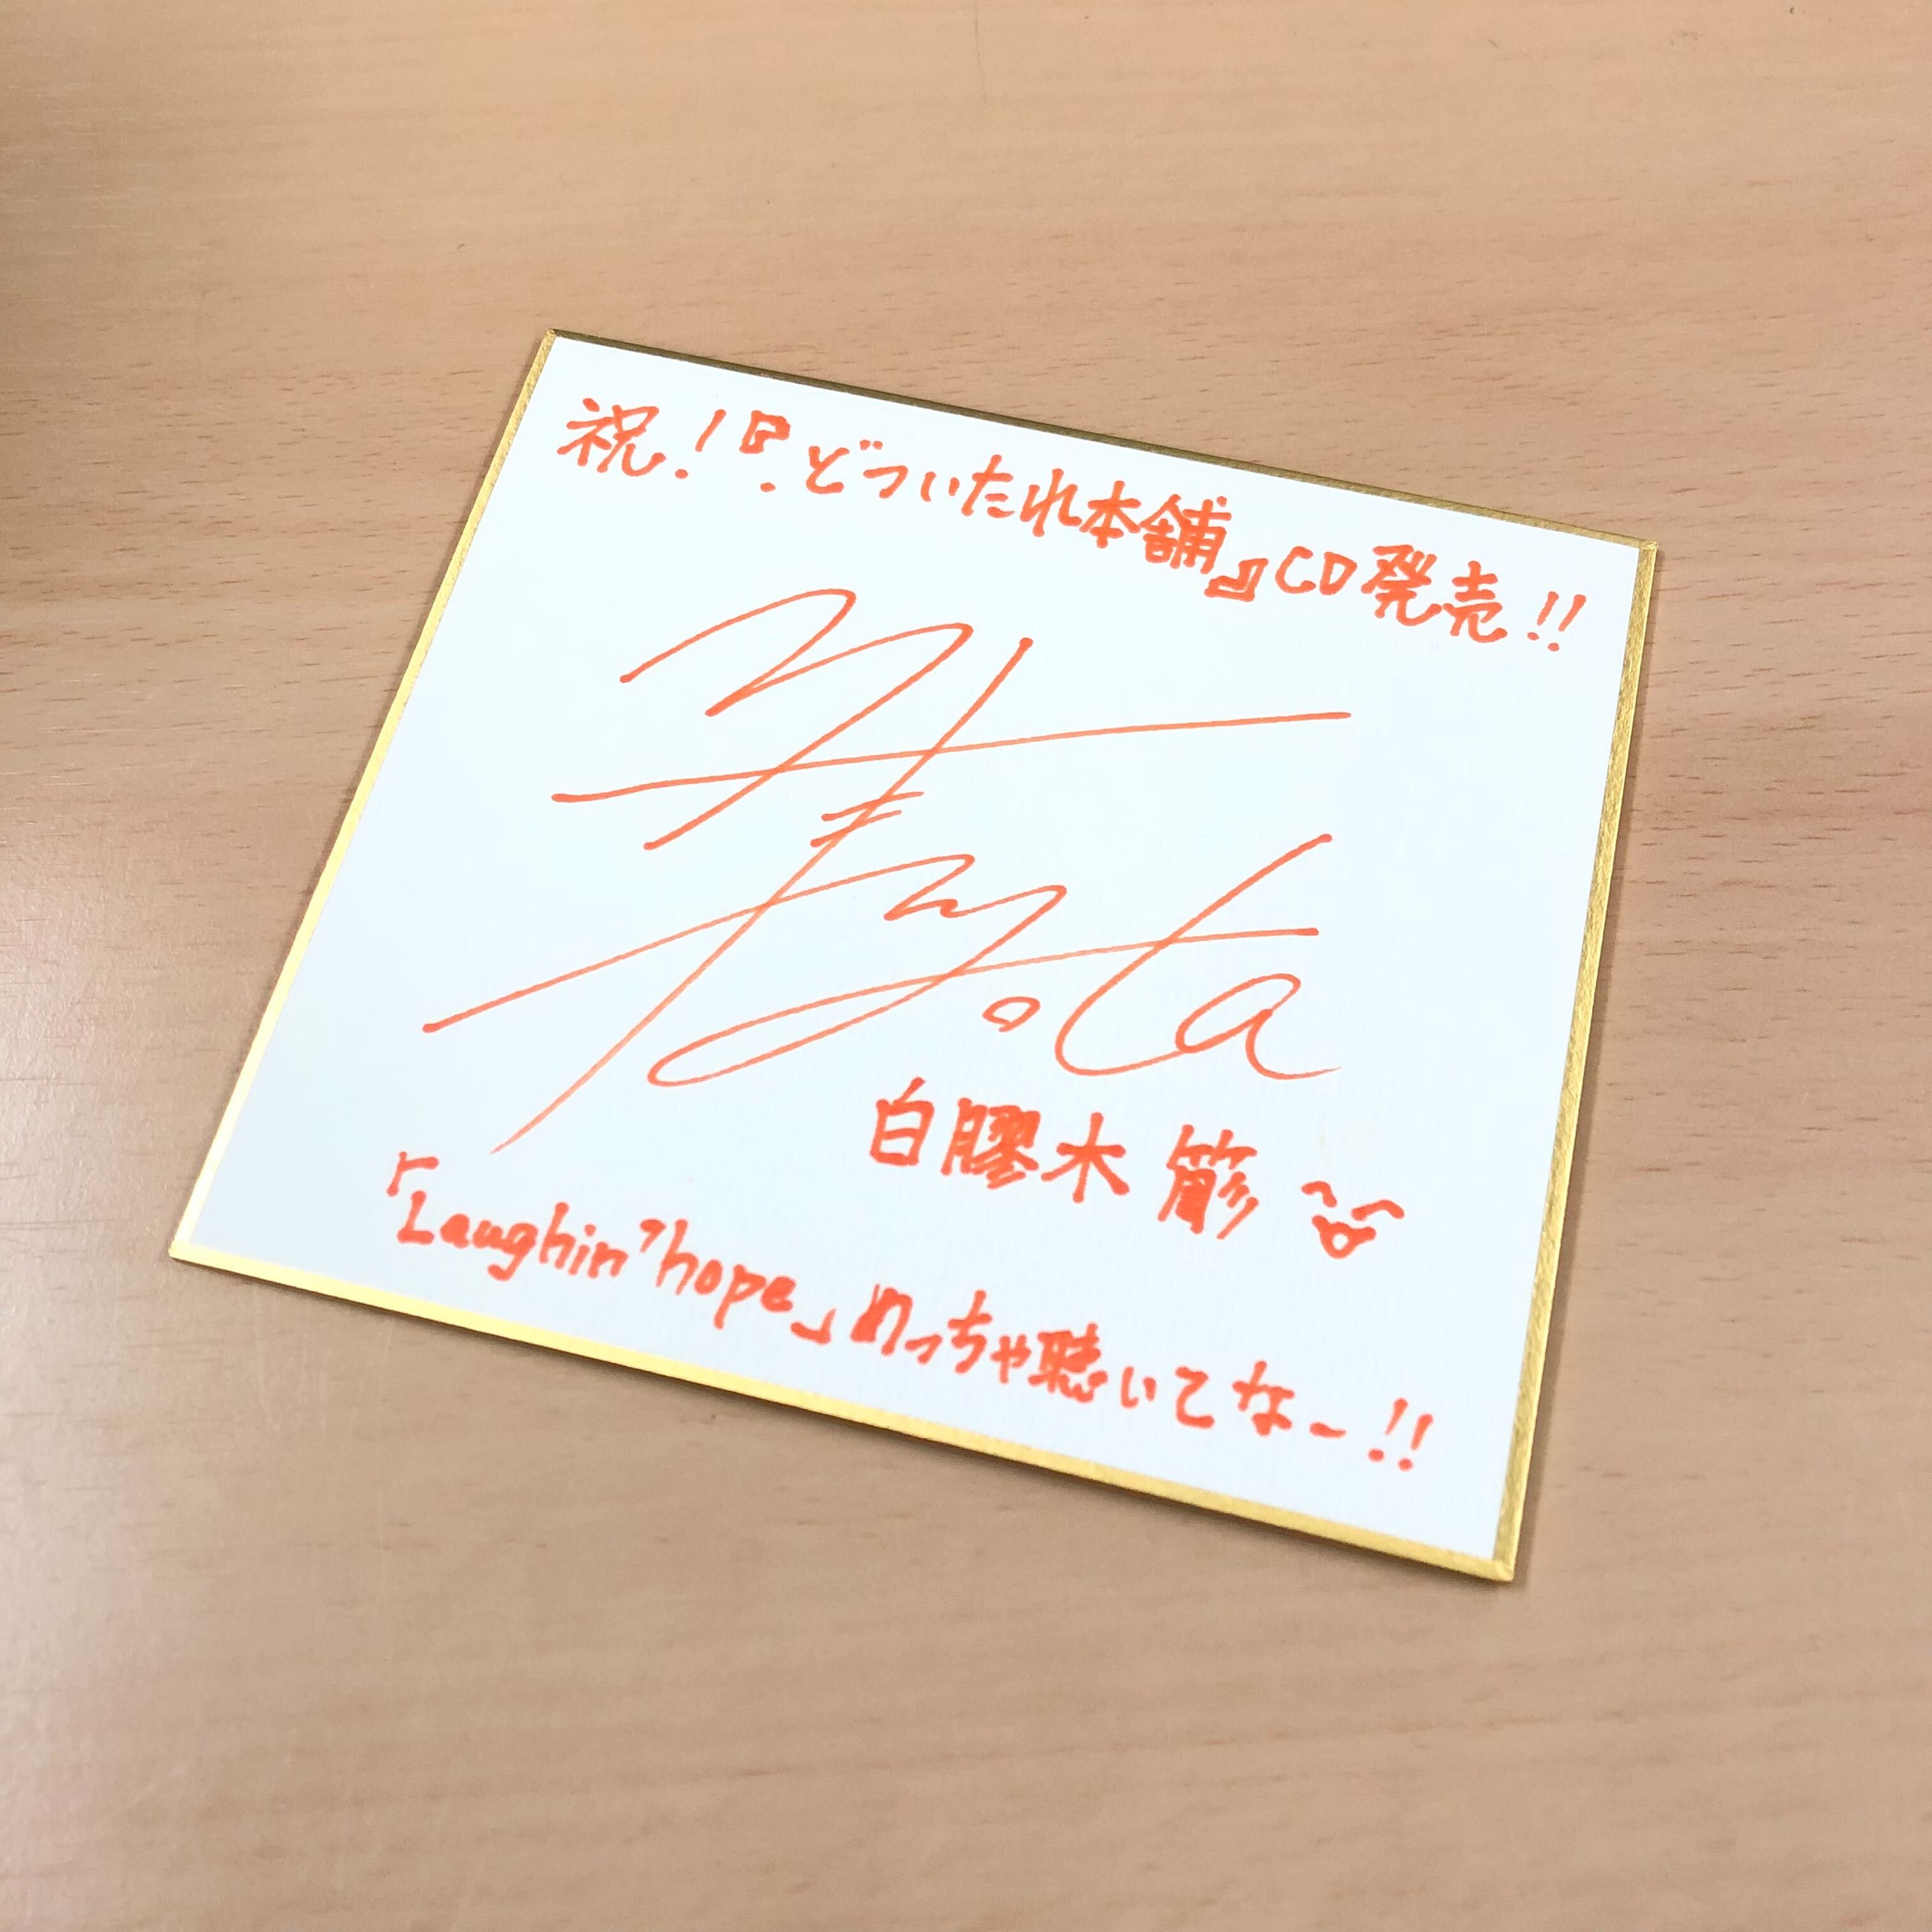 祝!『.どついたれ本舗』CD発売!!
白膠木 簓
「Laughin'hope」めっちゃ聴いてなー!!